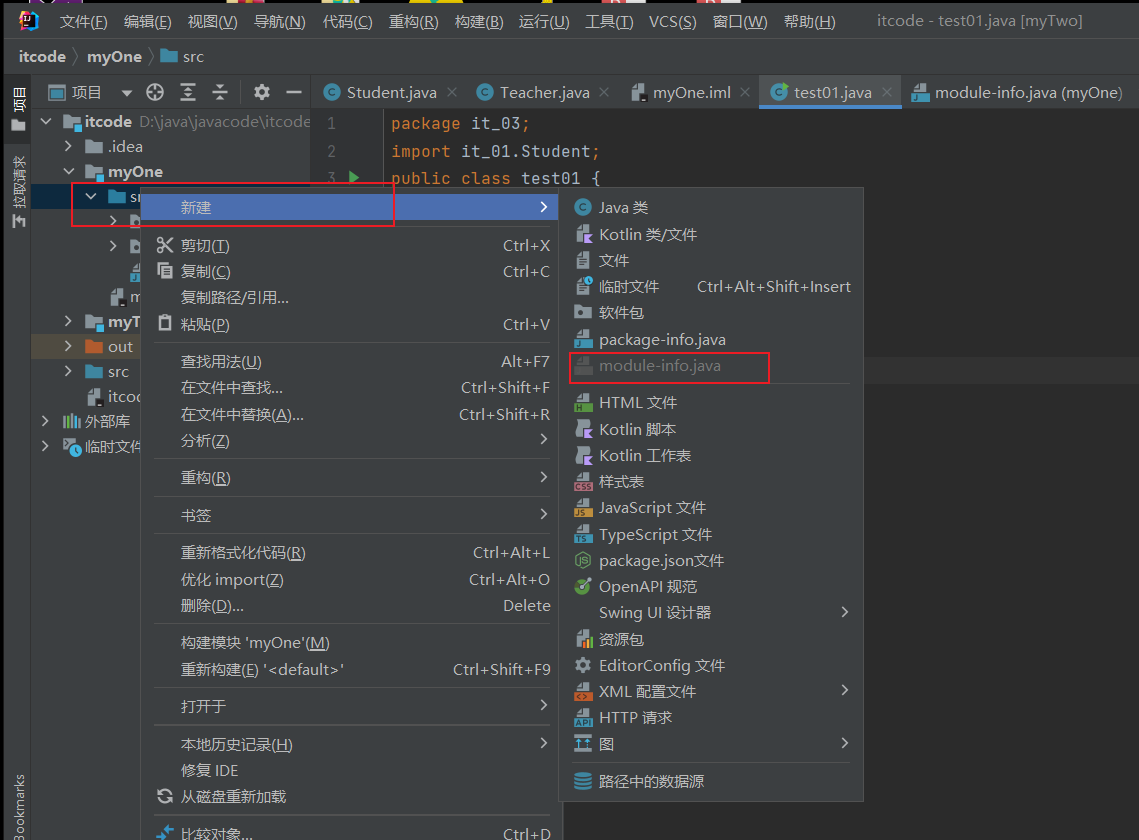 文件(F) 编辑(E) 视图(V) 导航(N) 代码(C) 重构(R) 构建(B) 运行(U) 工具(T) VCS(S) 窗口(W) 帮助(H) itcode - test01.java [myTwo]
itcode myOne src
项目 Student.java Teacher.java myOne.iml test01.java module-info.java (myOne)
项目
拉取请求
Bookmarks
itcode D:\java\javacode\itcode
.idea
myOne
sr
m
myT
out
src
itcod
外部库
临时文件
1 package it_03;
2 import it_01.Student;
3 public class test01 {
新建
剪切(T) Ctrl+X
复制(C) Ctrl+C
复制路径/引用...
粘贴(P) Ctrl+V
查找用法(U) Alt+F7
在文件中查找... Ctrl+Shift+F
在文件中替换(A)... Ctrl+Shift+R
分析(Z)
重构(R)
书签
重新格式化代码(R) Ctrl+Alt+L
优化 import(Z) Ctrl+Alt+O
删除(D)... Delete
构建模块 'myOne'(M)
重新构建(E) '<default>' Ctrl+Shift+F9
打开于
本地历史记录(H)
修复 IDE
从磁盘重新加载
比较对象... Ctrl+D
Java 类
Kotlin 类/文件
文件
临时文件 Ctrl+Alt+Shift+Insert
软件包
package-info.java
module-info.java
HTML 文件
Kotlin 脚本
Kotlin 工作表
样式表
JavaScript 文件
TypeScript 文件
package.json文件
OpenAPI 规范
Swing UI 设计器
资源包
EditorConfig 文件
XML 配置文件
HTTP 请求
图
路径中的数据源